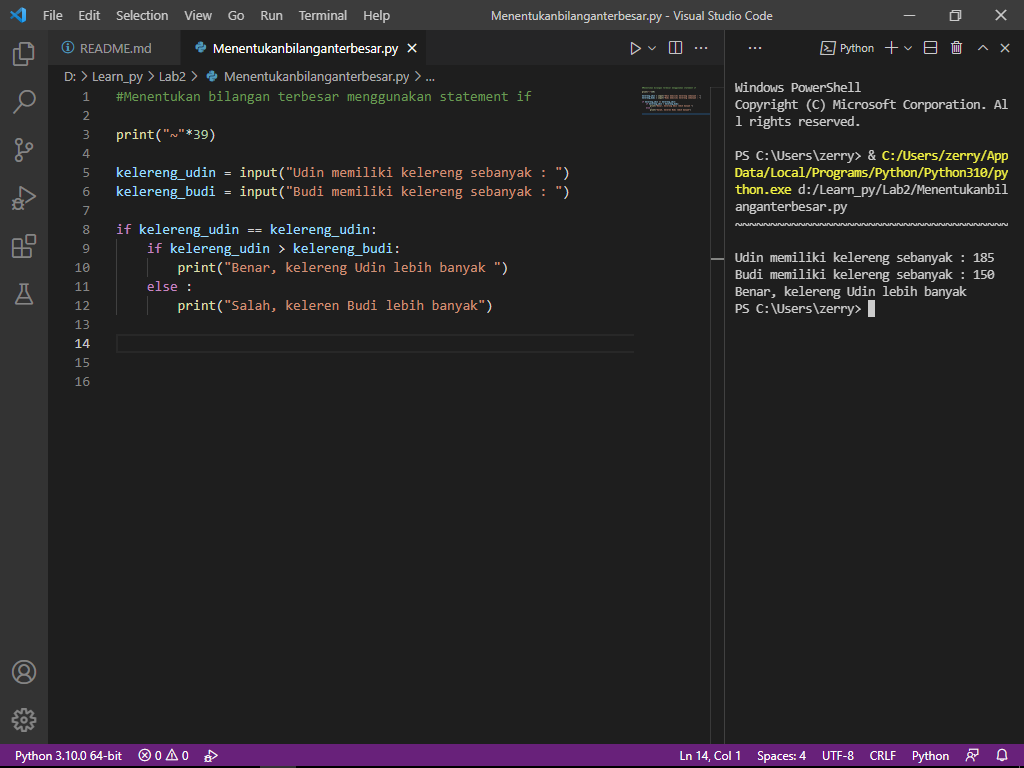 File Edit Selection View Go Run Terminal Help Menentukanbilanganterbesar.py - Visual Studio Code
README.md Menentukanbilanganterbesar.py
D: > Learn_py > Lab2 > Menentukanbilanganterbesar.py > ...
1 #Menentukan bilangan terbesar menggunakan statement if
2
3 print("~"*39)
4
5 kelereng_udin = input("Udin memiliki kelereng sebanyak : ")
6 kelereng_budi = input("Budi memiliki kelereng sebanyak : ")
7
8 if kelereng_udin == kelereng_udin:
9 if kelereng_udin > kelereng_budi:
10 print("Benar, kelereng Udin lebih banyak ")
11 else :
12 print("Salah, keleren Budi lebih banyak")
13
14
15
16
Python
Windows PowerShell
Copyright (C) Microsoft Corporation. Al
l rights reserved.
PS C:\Users\zerry> & C:/Users/zerry/App
Data/Local/Programs/Python/Python310/py
thon.exe d:/Learn_py/Lab2/Menentukanbil
anganterbesar.py
~~~~~~~~~~~~~~~~~~~~~~~~~~~~~~~~~~~~~~~
Udin memiliki kelereng sebanyak : 185
Budi memiliki kelereng sebanyak : 150
Benar, kelereng Udin lebih banyak
PS C:\Users\zerry>
Python 3.10.0 64-bit 0 0 Ln 14, Col 1 Spaces: 4 UTF-8 CRLF Python